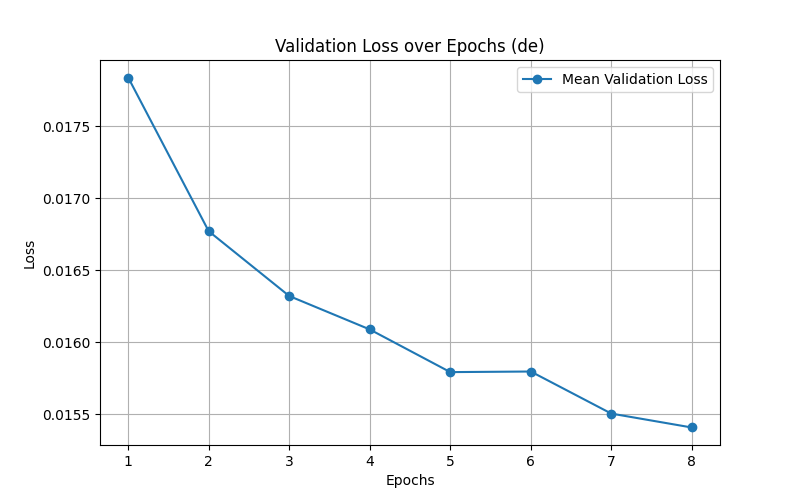 Validation Loss over Epochs (de)
Mean Validation Loss
0.0175
0.0170
0.0165
0.0160
0.0155
Loss
1 2 3 4 5 6 7 8
Epochs